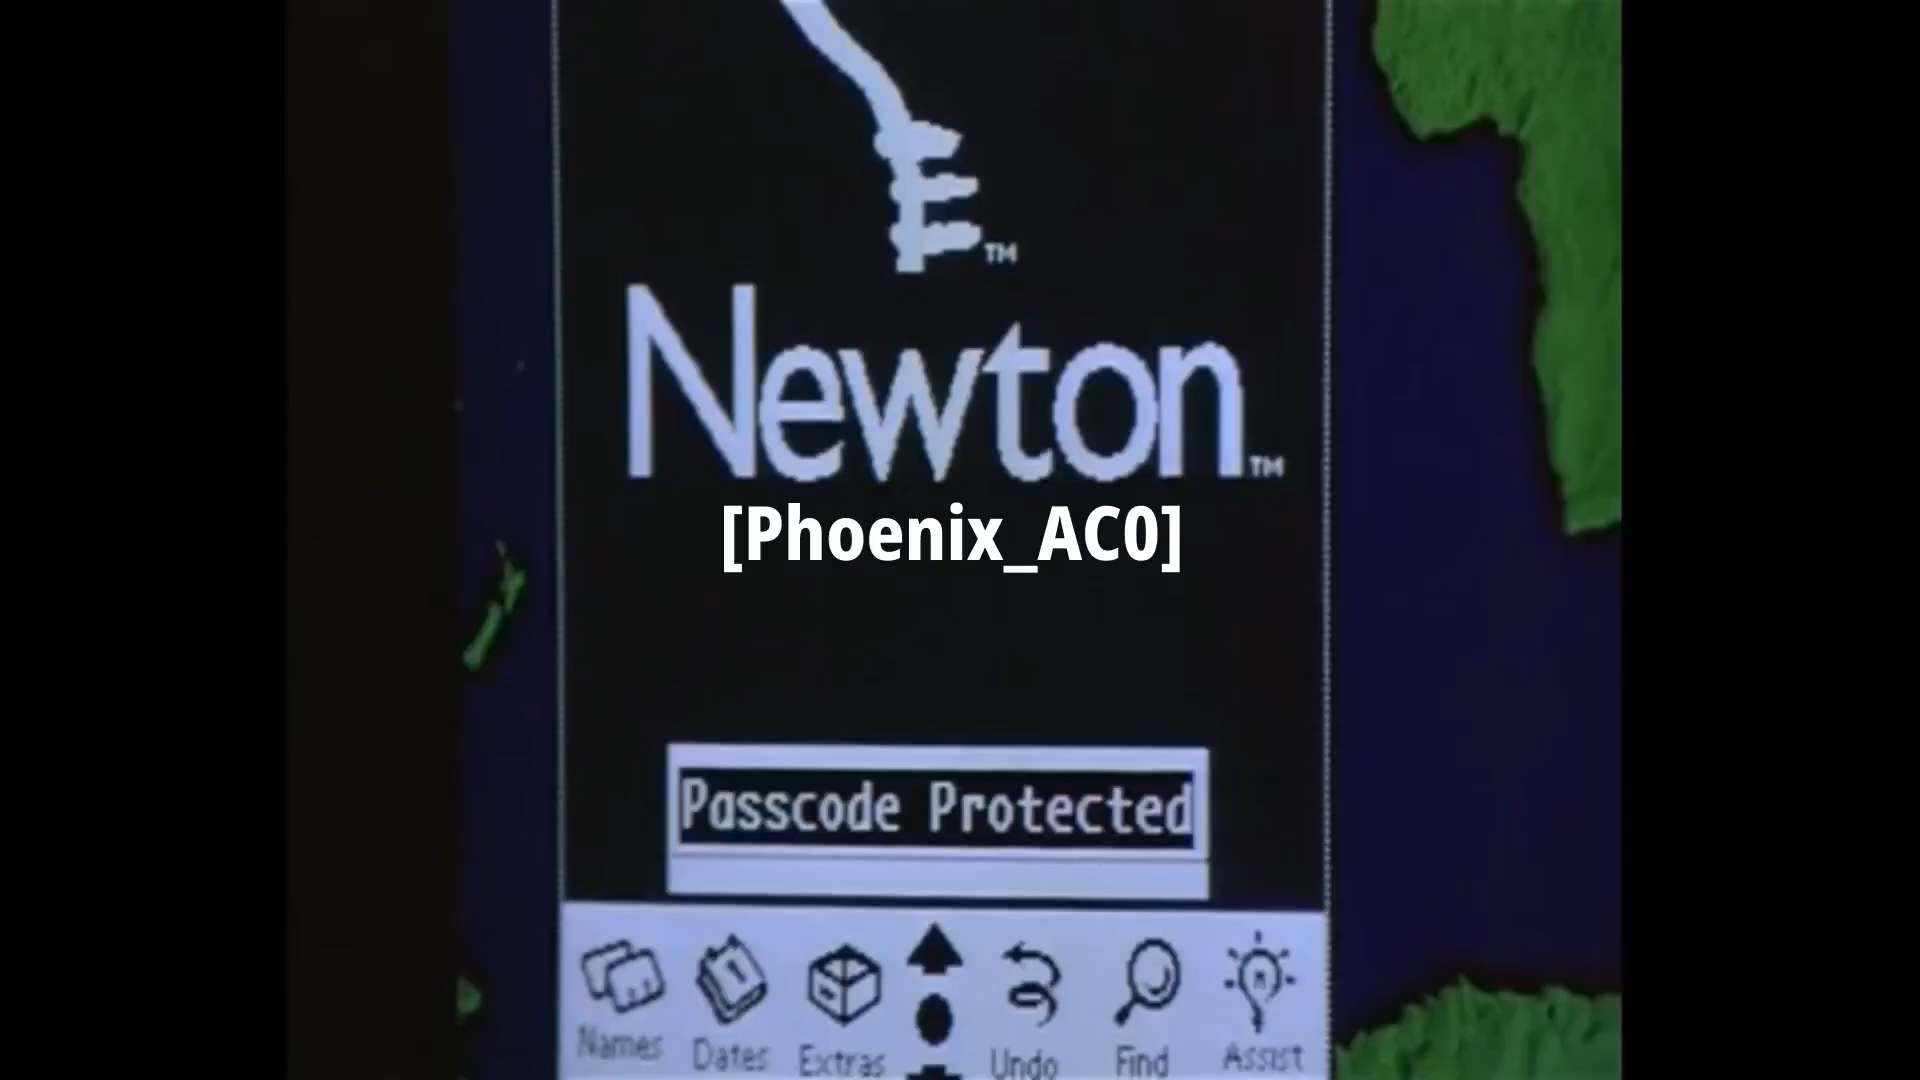 TM
Newton TM
[Phoenix_AC0]
Passcode Protected
Names Dates Extras Undo Find Assist